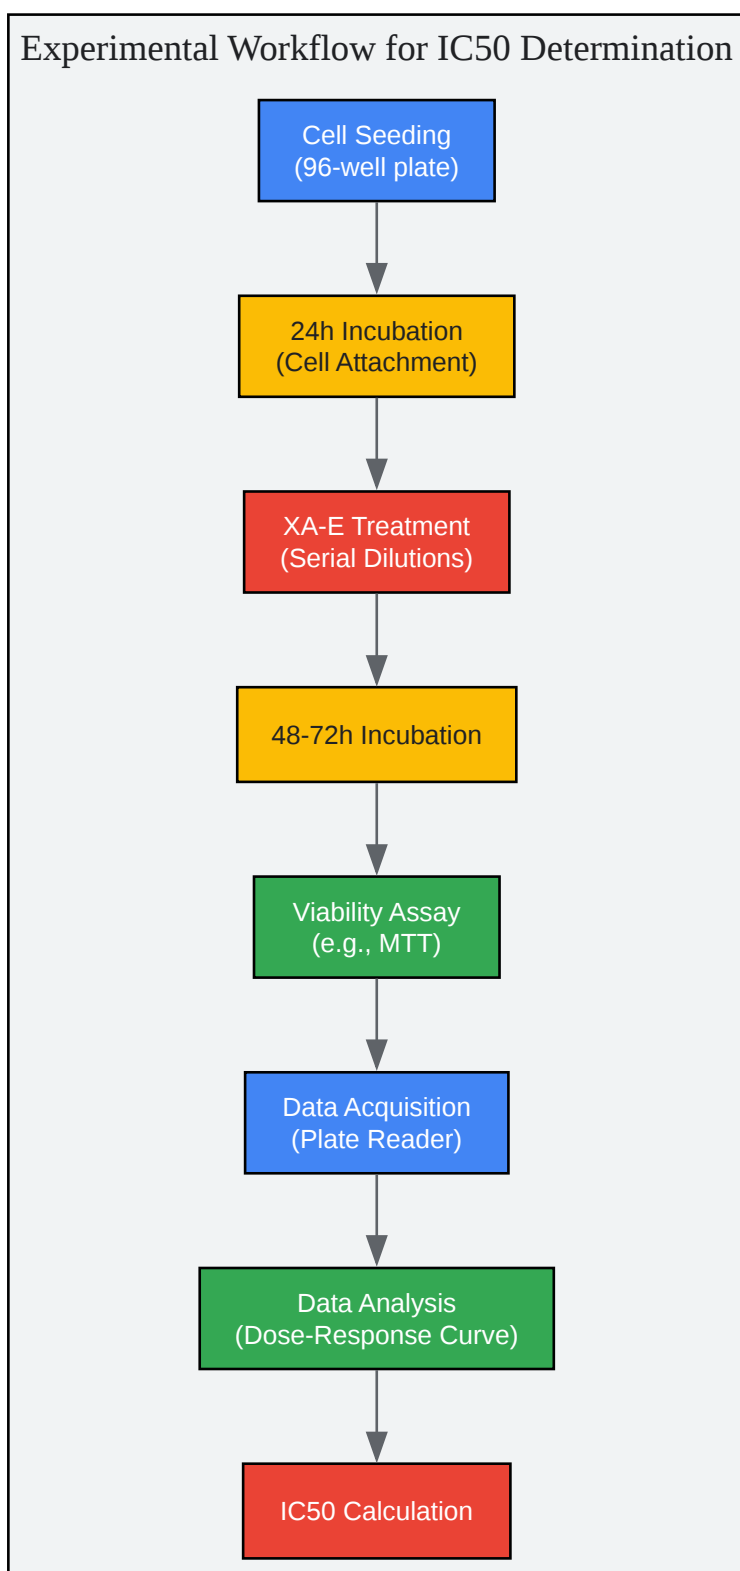 Experimental Workflow for IC50 Determination
Cell Seeding
(96-well plate)
24h Incubation
(Cell Attachment)
XA-E Treatment
(Serial Dilutions)
48-72h Incubation
Viability Assay
(e.g., MTT)
Data Acquisition
(Plate Reader)
Data Analysis
(Dose-Response Curve)
IC50 Calculation